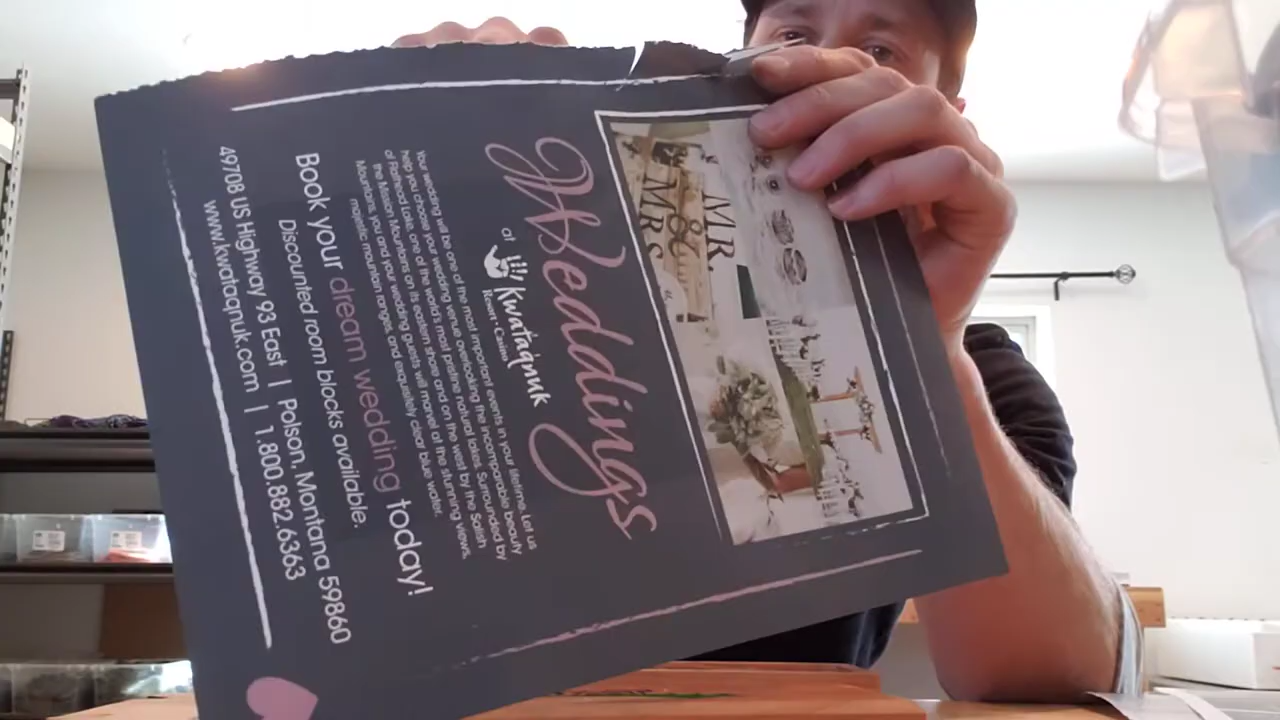 MR.
&
MRS
Weddings
at Kwataqnuk
Resort • Casino
Your wedding will be one of the most important events in your lifetime. Let us
help you choose your wedding venue overlooking the incomparable beauty
of Flathead Lake, one of the world's most pristine natural lakes. Surrounded by
the Mission Mountains on its eastern shore and on the west by the Salish
Mountains, you and your wedding guests will marvel at the stunning views,
majestic mountain ranges and exquisitely clear blue water.
Book your dream wedding today!
Discounted room blocks available.
49708 US Highway 93 East | Polson, Montana 59860
www.kwataqnuk.com | 1.800.882.6363